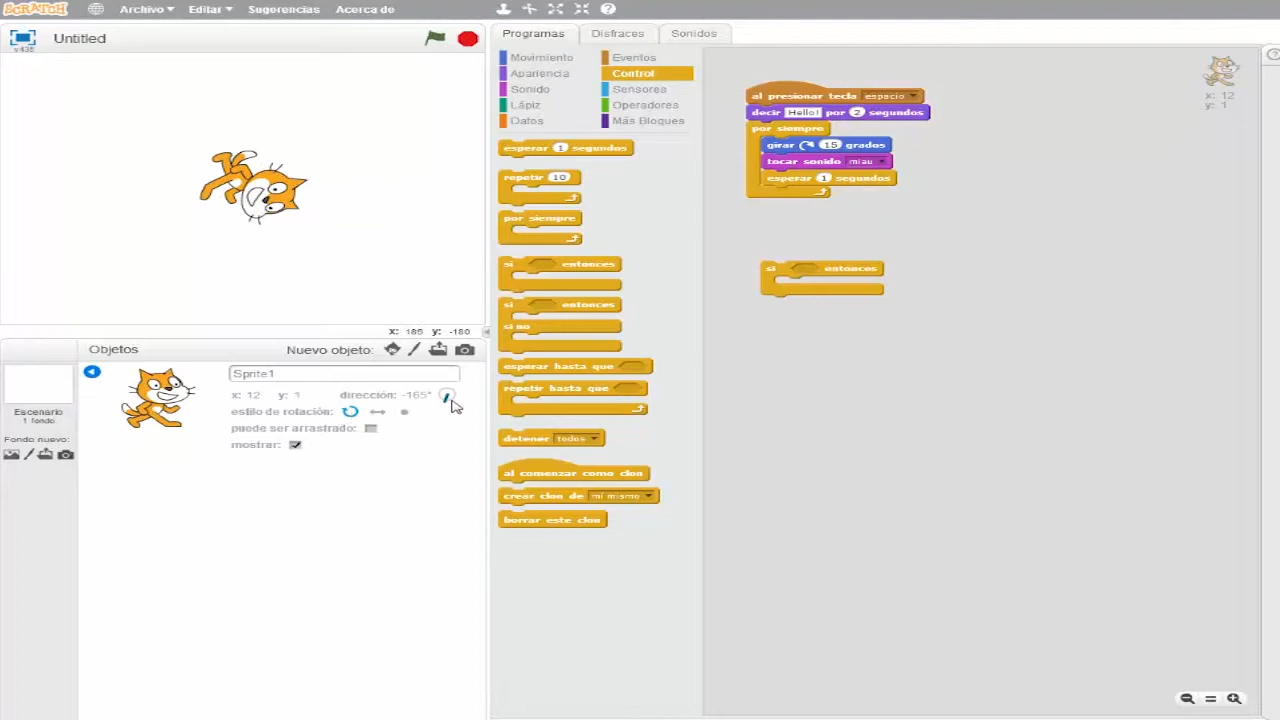 SCRATCH Archivo Editar Sugerencias Acerca de
v435 Untitled
Programas Disfraces Sonidos
Movimiento Eventos
Apariencia Control
Sonido Sensores
Lápiz Operadores
Datos Más Bloques
esperar 1 segundos
repetir 10
por siempre
si entonces
si entonces
si no
esperar hasta que
repetir hasta que
detener todos
al comenzar como clon
crear clon de mí mismo
borrar este clon
al presionar tecla espacio
decir Hello! por 2 segundos
por siempre
girar 15 grados
tocar sonido miau
esperar 1 segundos
si entonces
x: 12
y: 1
x: 185 y: -180
Objetos Nuevo objeto:
Sprite1
x: 12 y: 1 dirección: -165°
estilo de rotación:
puede ser arrastrado:
mostrar:
Escenario
1 fondo
Fondo nuevo: